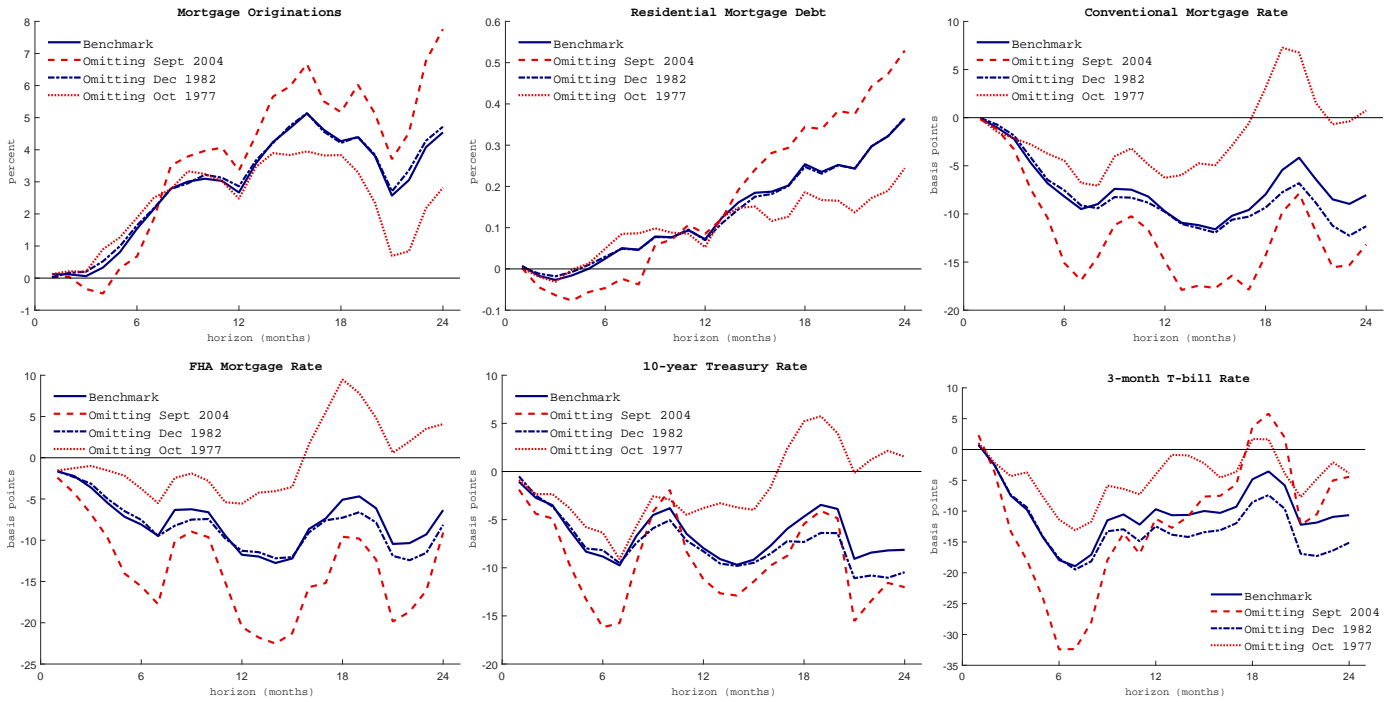 Mortgage Originations
8
7
6
5
4
3
2
1
0
-1
percent
Benchmark
Omitting Sept 2004
Omitting Dec 1982
Omitting Oct 1977
0
6
12
18
24
horizon (months)
Residential Mortgage Debt
0.6
0.5
0.4
0.3
0.2
0.1
0
-0.1
percent
Benchmark
Omitting Sept 2004
Omitting Dec 1982
Omitting Oct 1977
0
6
12
18
24
horizon (months)
Conventional Mortgage Rate
10
5
0
-5
-10
-15
-20
basis points
Benchmark
Omitting Sept 2004
Omitting Dec 1982
Omitting Oct 1977
0
6
12
18
24
horizon (months)
FHA Mortgage Rate
10
5
0
-5
-10
-15
-20
-25
basis points
Benchmark
Omitting Sept 2004
Omitting Dec 1982
Omitting Oct 1977
0
6
12
18
24
horizon (months)
10-year Treasury Rate
10
5
0
-5
-10
-15
-20
basis points
Benchmark
Omitting Sept 2004
Omitting Dec 1982
Omitting Oct 1977
0
6
12
18
24
horizon (months)
3-month T-bill Rate
10
5
0
-5
-10
-15
-20
-25
-30
-35
basis points
Benchmark
Omitting Sept 2004
Omitting Dec 1982
Omitting Oct 1977
0
6
12
18
24
horizon (months)